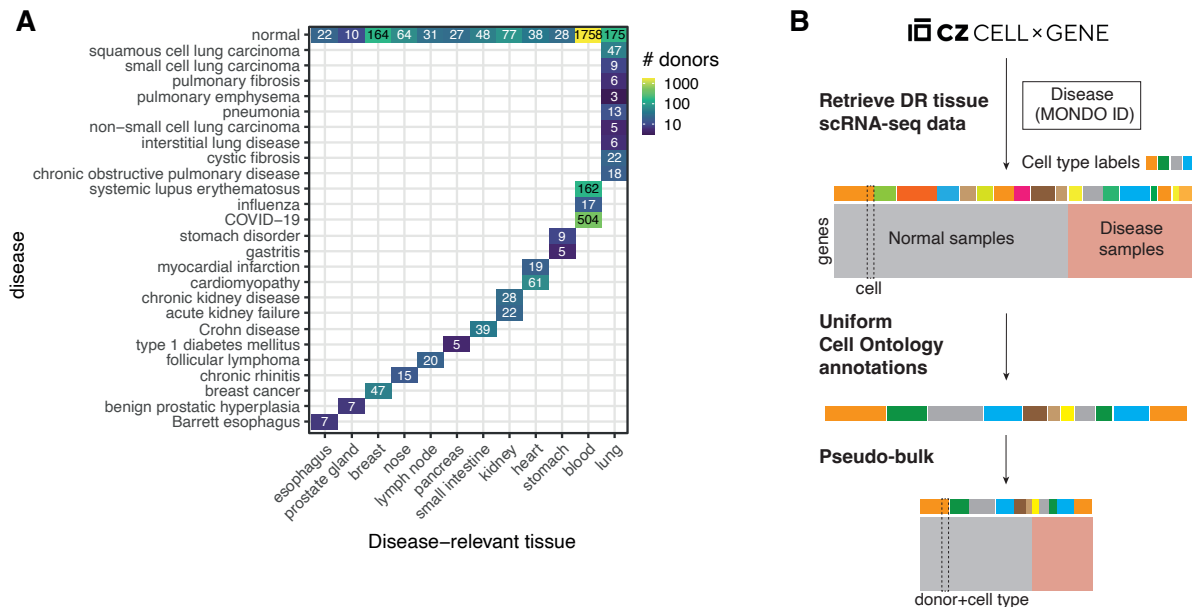 A
normal 22 10 164 64 31 27 48 77 38 28 1758 175
squamous cell lung carcinoma 47
small cell lung carcinoma 9
pulmonary fibrosis 6
pulmonary emphysema 3
pneumonia 13
non−small cell lung carcinoma 5
interstitial lung disease 6
cystic fibrosis 22
chronic obstructive pulmonary disease 18
systemic lupus erythematosus 162
influenza 17
COVID−19 504
stomach disorder 9
gastritis 5
myocardial infarction 19
cardiomyopathy 61
chronic kidney disease 28
acute kidney failure 22
Crohn disease 39
type 1 diabetes mellitus 5
follicular lymphoma 20
chronic rhinitis 15
breast cancer 47
benign prostatic hyperplasia 7
Barrett esophagus 7
disease
esophagus
prostate gland
breast
nose
lymph node
pancreas
small intestine
kidney
heart
stomach
blood
lung
Disease−relevant tissue
# donors
1000
100
10
B
CZ CELL×GENE
Retrieve DR tissue
scRNA-seq data
Disease
(MONDO ID)
Cell type labels
genes
Normal samples
Disease
samples
cell
Uniform
Cell Ontology
annotations
Pseudo-bulk
donor+cell type